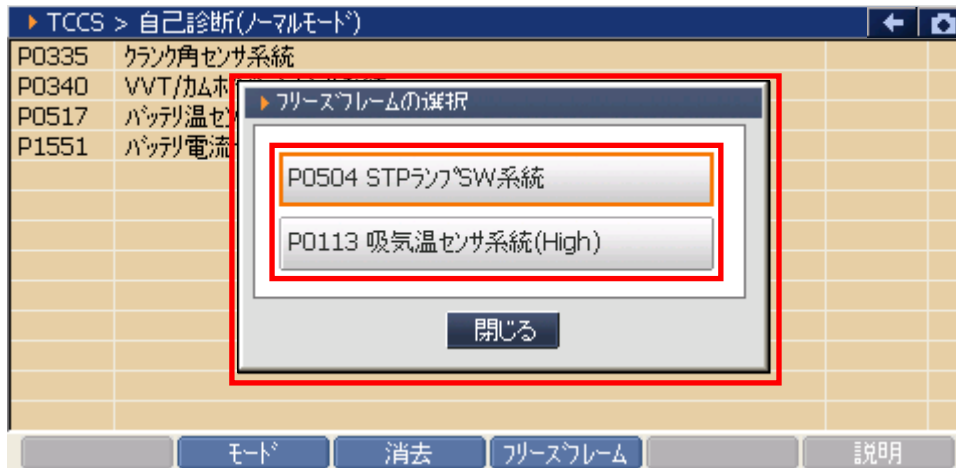 TCCS > 自己診断(ﾉｰﾏﾙﾓｰﾄﾞ)
P0335 ｸﾗﾝｸ角ｾﾝｻ系統
P0340 VVT/ｶﾑﾎ
P0517 ﾊﾞｯﾃﾘ温ｾﾝ
P1551 ﾊﾞｯﾃﾘ電流
ﾌﾘｰｽﾞﾌﾚｰﾑの選択
P0504 STPﾗﾝﾌﾟSW系統
P0113 吸気温ｾﾝｻ系統(High)
閉じる
ﾓｰﾄﾞ 消去 ﾌﾘｰｽﾞﾌﾚｰﾑ 説明